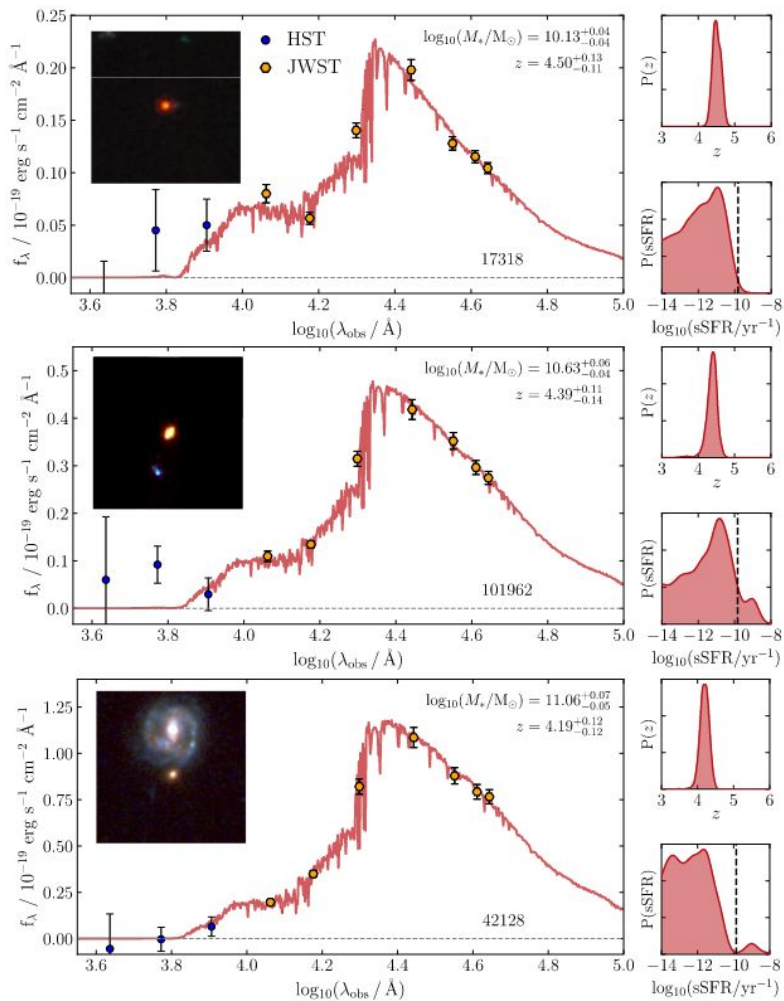 HST
JWST
log₁₀(M*/M⊙) = 10.13 +0.04 −0.04
z = 4.50 +0.13 −0.11
17318
0.25
0.20
0.15
0.10
0.05
0.00
f_λ / 10⁻¹⁹ erg s⁻¹ cm⁻² Å⁻¹
3.6 3.8 4.0 4.2 4.4 4.6 4.8 5.0
log₁₀(λ_obs / Å)
P(z)
3 4 5 6
z
P(sSFR)
−14 −12 −10 −8
log₁₀(sSFR/yr⁻¹)
log₁₀(M*/M⊙) = 10.63 +0.06 −0.04
z = 4.39 +0.11 −0.14
101962
0.5
0.4
0.3
0.2
0.1
0.0
f_λ / 10⁻¹⁹ erg s⁻¹ cm⁻² Å⁻¹
3.6 3.8 4.0 4.2 4.4 4.6 4.8 5.0
log₁₀(λ_obs / Å)
P(z)
3 4 5 6
z
P(sSFR)
−14 −12 −10 −8
log₁₀(sSFR/yr⁻¹)
log₁₀(M*/M⊙) = 11.06 +0.07 −0.05
z = 4.19 +0.12 −0.12
42128
1.25
1.00
0.75
0.50
0.25
0.00
f_λ / 10⁻¹⁹ erg s⁻¹ cm⁻² Å⁻¹
3.6 3.8 4.0 4.2 4.4 4.6 4.8 5.0
log₁₀(λ_obs / Å)
P(z)
3 4 5 6
z
P(sSFR)
−14 −12 −10 −8
log₁₀(sSFR/yr⁻¹)